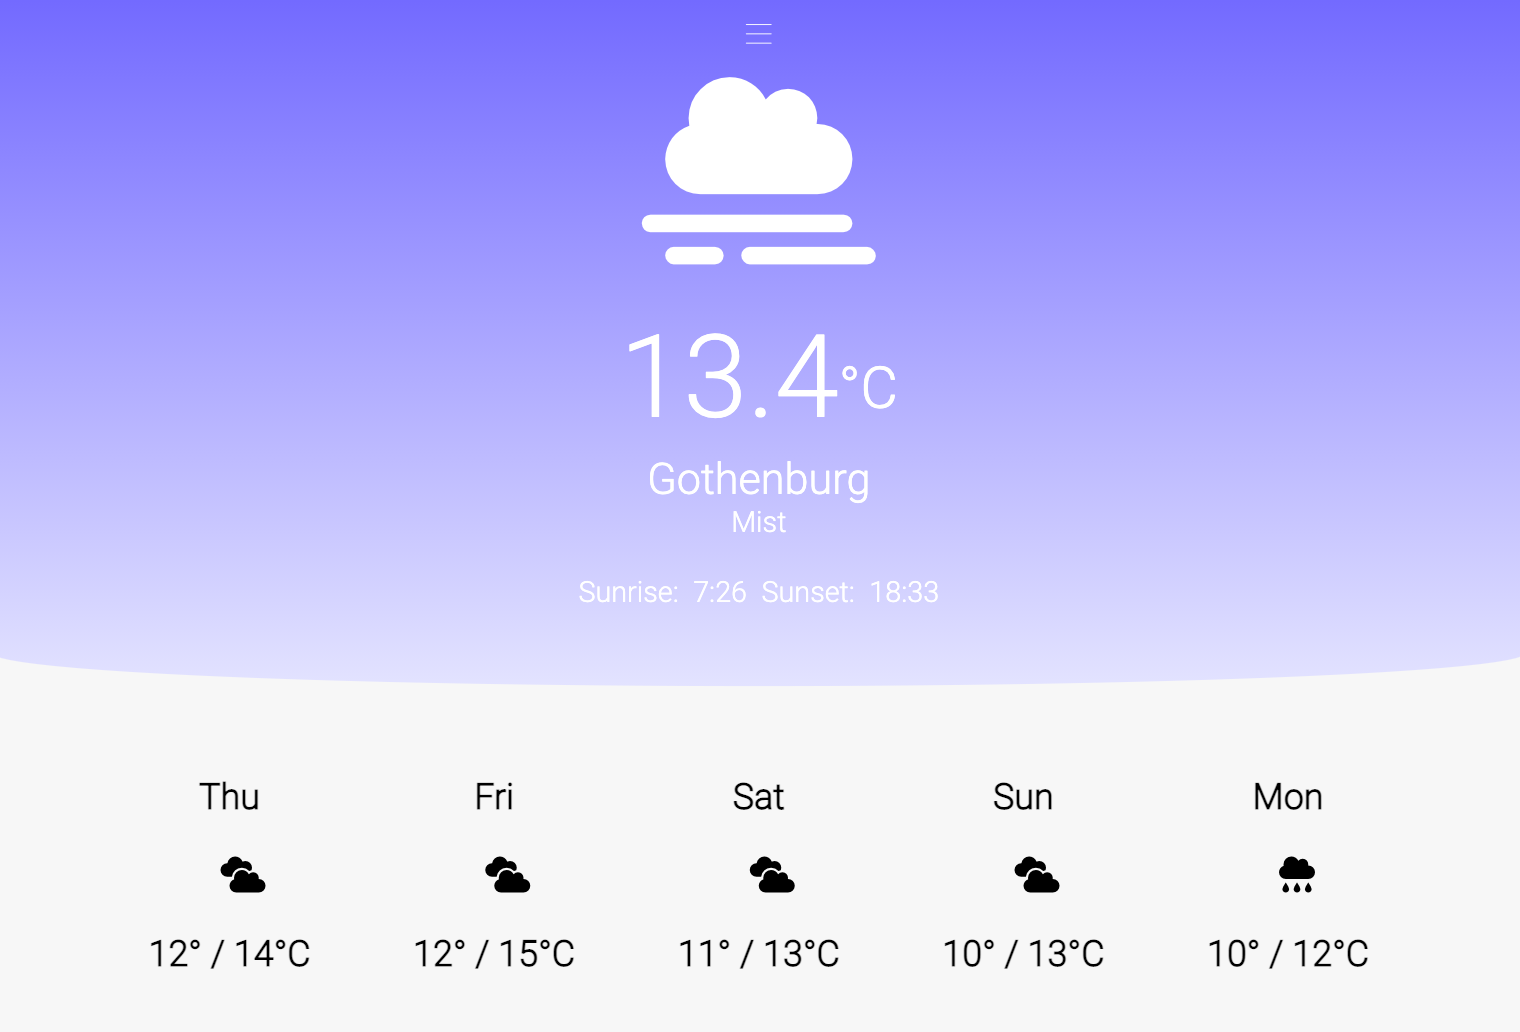 13.4°C
Gothenburg
Mist
Sunrise: 7:26 Sunset: 18:33
Thu Fri Sat Sun Mon
12° / 14°C 12° / 15°C 11° / 13°C 10° / 13°C 10° / 12°C